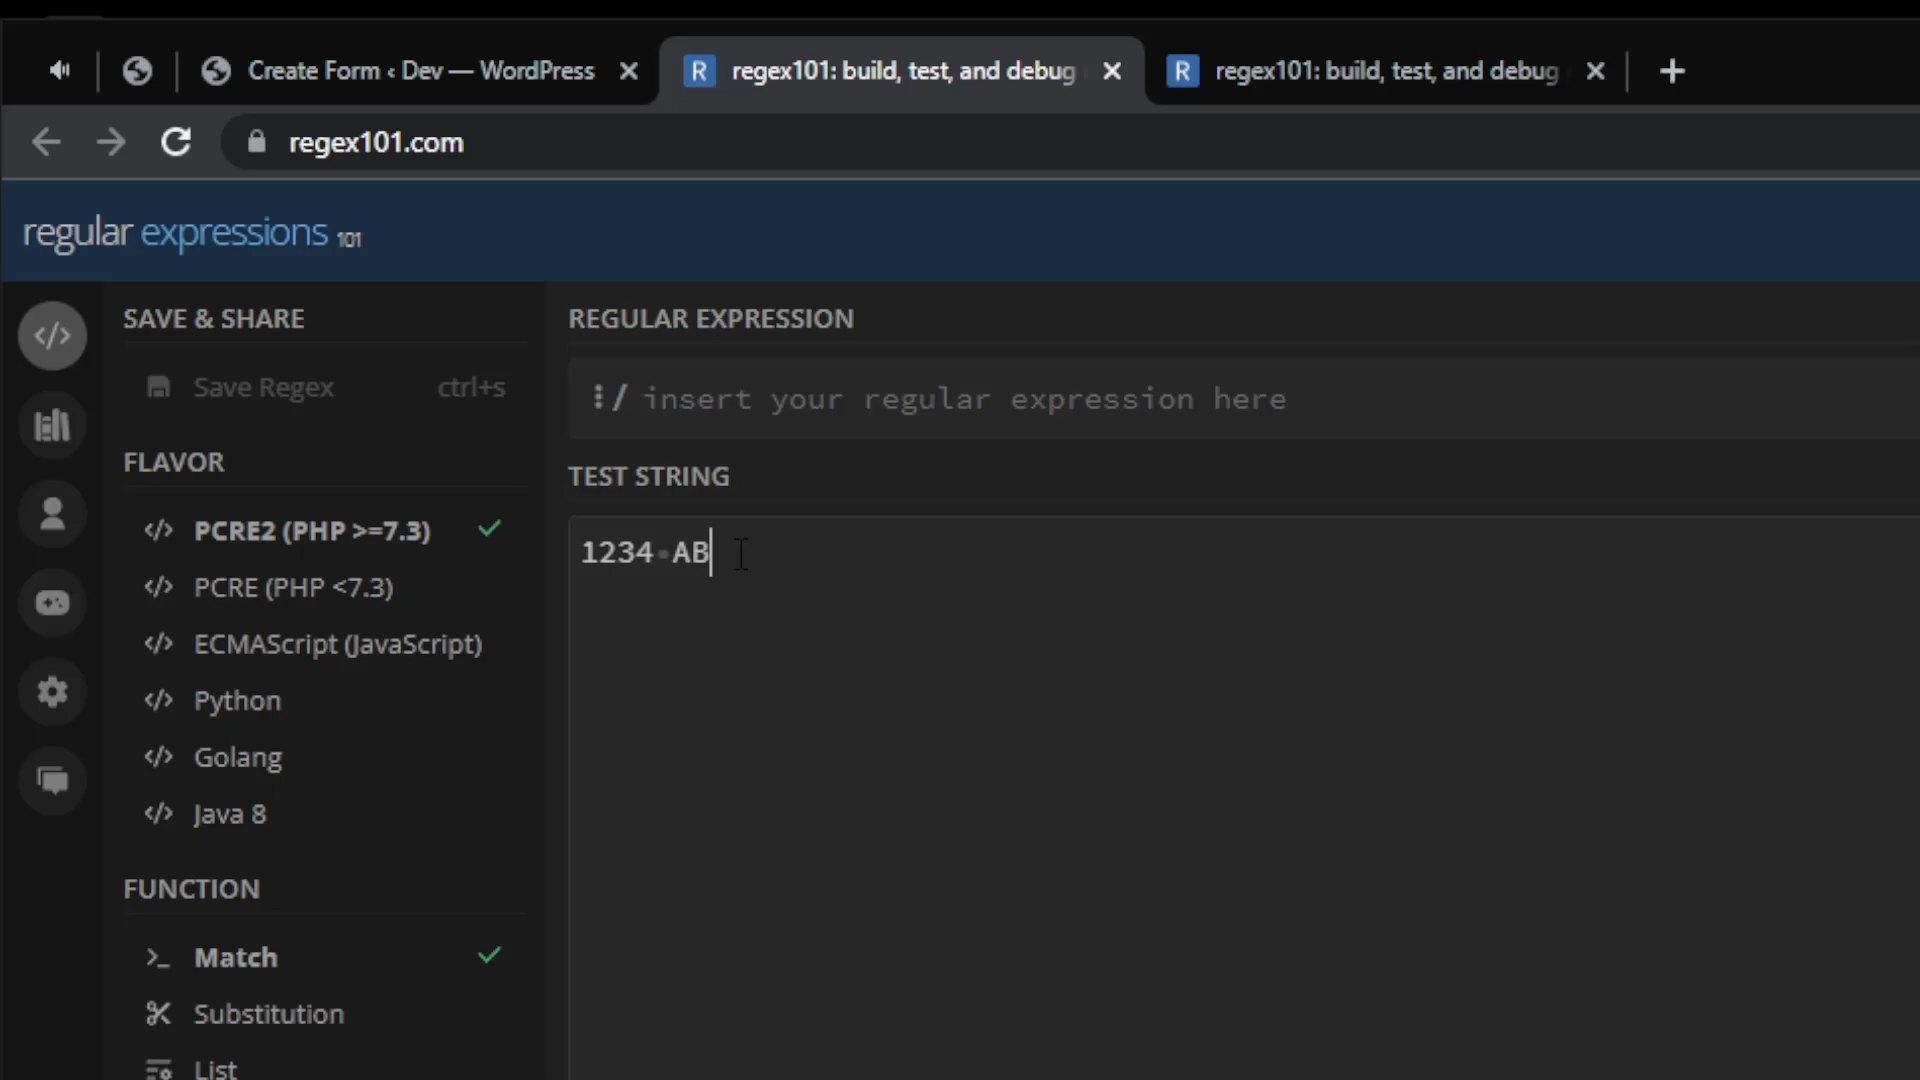 Create Form ‹ Dev — WordPress
regex101: build, test, and debug
regex101: build, test, and debug
regex101.com
regular expressions 101
SAVE & SHARE
Save Regex ctrl+s
FLAVOR
PCRE2 (PHP >=7.3)
PCRE (PHP <7.3)
ECMAScript (JavaScript)
Python
Golang
Java 8
FUNCTION
Match
Substitution
List
REGULAR EXPRESSION
/ insert your regular expression here
TEST STRING
1234·AB